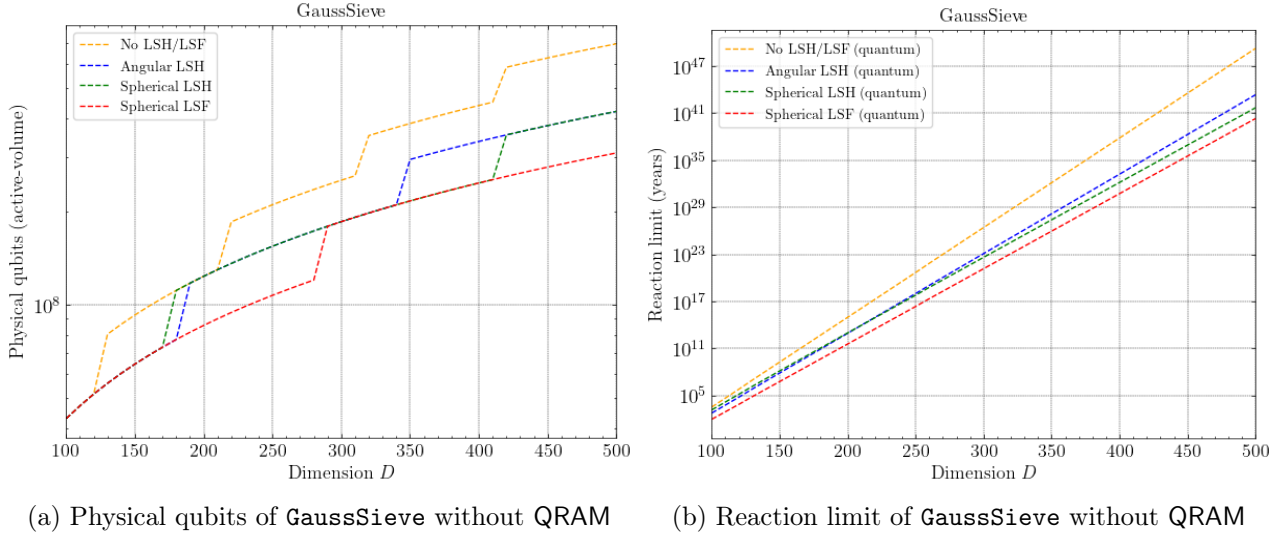 GaussSieve
No LSH/LSF
Angular LSH
Spherical LSH
Spherical LSF
Physical qubits (active-volume)
10^8
100 150 200 250 300 350 400 450 500
Dimension D
(a) Physical qubits of GaussSieve without QRAM
GaussSieve
No LSH/LSF (quantum)
Angular LSH (quantum)
Spherical LSH (quantum)
Spherical LSF (quantum)
Reaction limit (years)
10^47
10^41
10^35
10^29
10^23
10^17
10^11
10^5
100 150 200 250 300 350 400 450 500
Dimension D
(b) Reaction limit of GaussSieve without QRAM